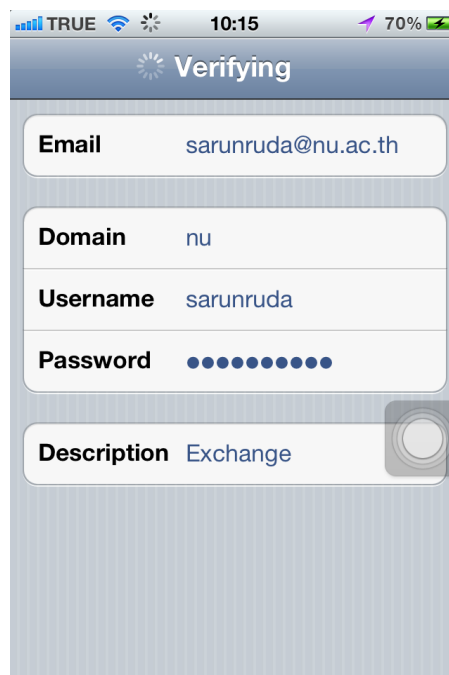 TRUE 10:15 70%
Verifying
Email sarunruda@nu.ac.th
Domain nu
Username sarunruda
Password ●●●●●●●●●●
Description Exchange